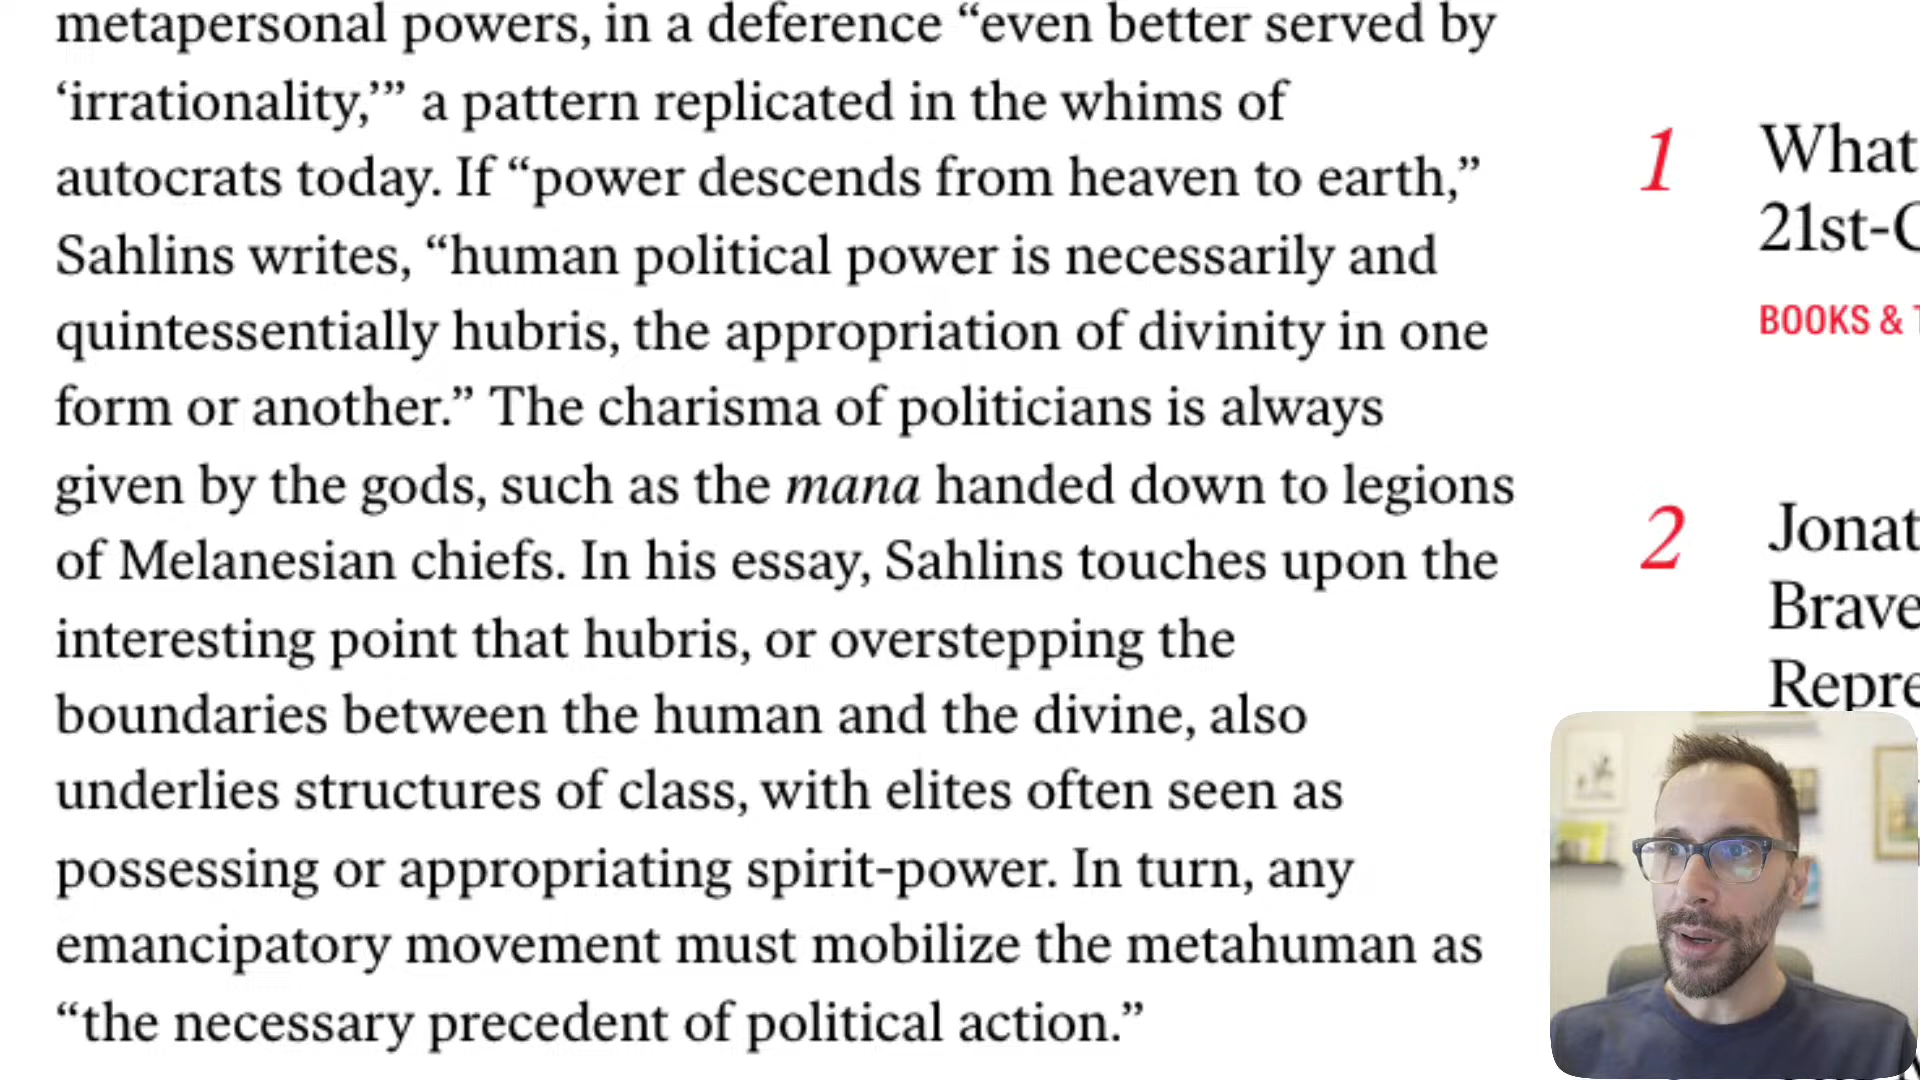 metapersonal powers, in a deference “even better served by
‘irrationality,’” a pattern replicated in the whims of
autocrats today. If “power descends from heaven to earth,”
Sahlins writes, “human political power is necessarily and
quintessentially hubris, the appropriation of divinity in one
form or another.” The charisma of politicians is always
given by the gods, such as the mana handed down to legions
of Melanesian chiefs. In his essay, Sahlins touches upon the
interesting point that hubris, or overstepping the
boundaries between the human and the divine, also
underlies structures of class, with elites often seen as
possessing or appropriating spirit-power. In turn, any
emancipatory movement must mobilize the metahuman as
“the necessary precedent of political action.”
1
What
21st-C
BOOKS &
2
Jonat
Brave
Repre